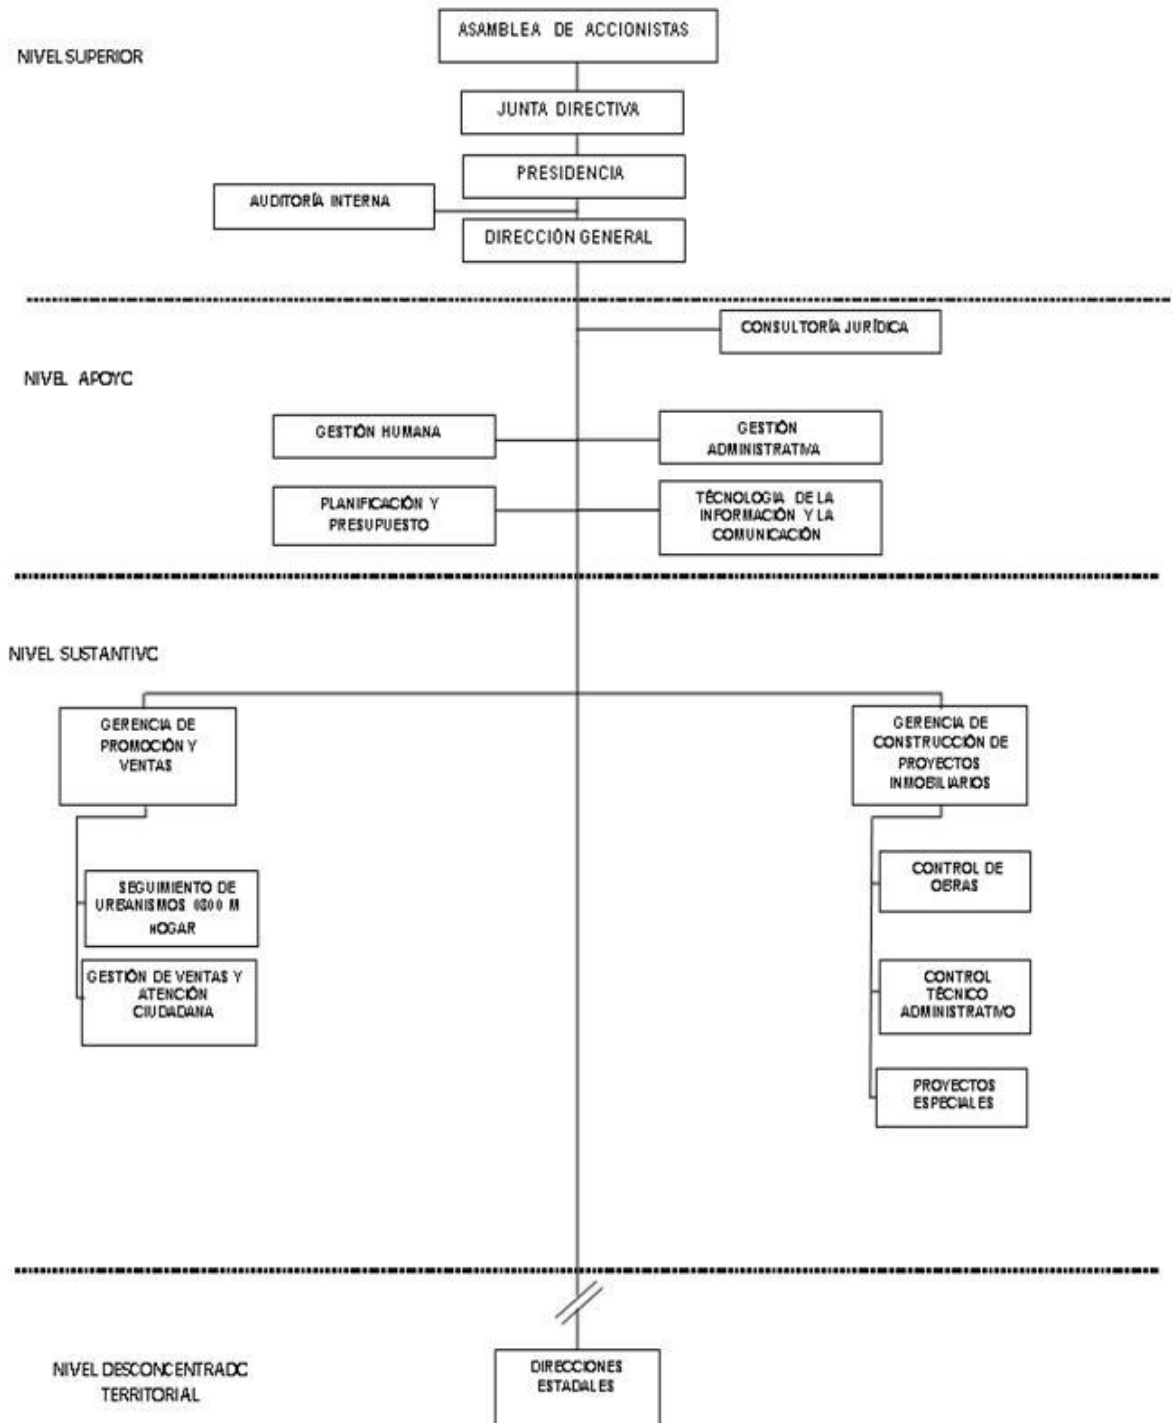 ASAMBLEA DE ACCIONISTAS
NIVEL SUPERIOR
JUNTA DIRECTIVA
PRESIDENCIA
AUDITORÍA INTERNA
DIRECCIÓN GENERAL
CONSULTORÍA JURÍDICA
NIVEL APOYC
GESTIÓN HUMANA
GESTIÓN
ADMINISTRATIVA
PLANIFICACIÓN Y
PRESUPUESTO
TÉCNOLOGIA DE LA
INFORMACIÓN Y LA
COMUNICACIÓN
NIVEL SUSTANTIVC
GERENCIA DE
PROMOCIÓN Y
VENTAS
GERENCIA DE
CONSTRUCCIÓN DE
PROYECTOS
INMOBILIARIOS
SEGUIMIENTO DE
URBANISMOS 0800 M
HOGAR
GESTIÓN DE VENTAS Y
ATENCIÓN
CIUDADANA
CONTROL DE
OBRAS
CONTROL
TÉCNICO
ADMINISTRATIVO
PROYECTOS
ESPECIALES
NIVEL DESCONCENTRADC
TERRITORIAL
DIRECCIONES
ESTADALES